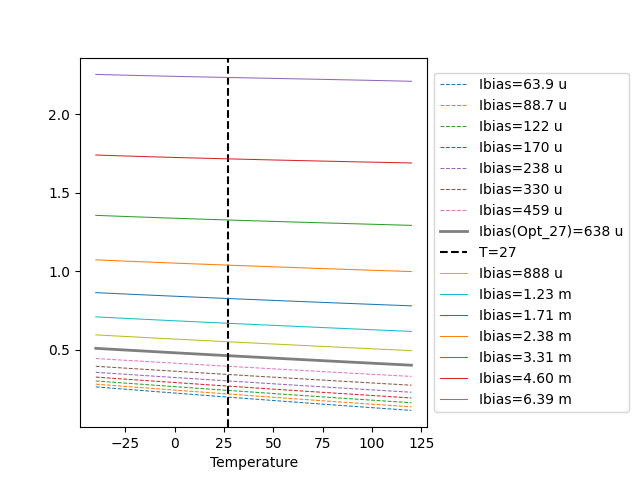 2.0
1.5
1.0
0.5
−25
0
25
50
75
100
125
Temperature
Ibias=63.9 u
Ibias=88.7 u
Ibias=122 u
Ibias=170 u
Ibias=238 u
Ibias=330 u
Ibias=459 u
Ibias(Opt_27)=638 u
T=27
Ibias=888 u
Ibias=1.23 m
Ibias=1.71 m
Ibias=2.38 m
Ibias=3.31 m
Ibias=4.60 m
Ibias=6.39 m